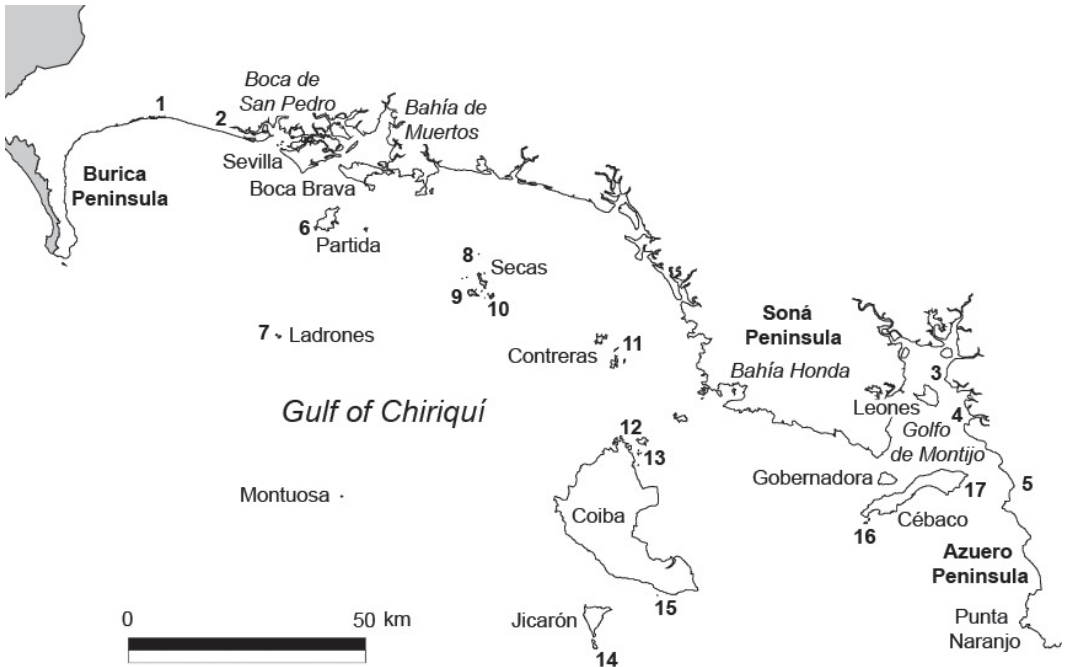 Boca de
San Pedro
Bahía de
Muertos
1
2
Sevilla
Boca Brava
Burica
Peninsula
6
Partida
8
Secas
9
10
7
Ladrones
11
Contreras
Soná
Peninsula
Bahía Honda
3
Leones
4
Golfo
de Montijo
Gulf of Chiriquí
12
13
Gobernadora
17
5
Montuosa
Coiba
Cébaco
16
Azuero
Peninsula
15
Jicarón
14
Punta
Naranjo
0
50 km